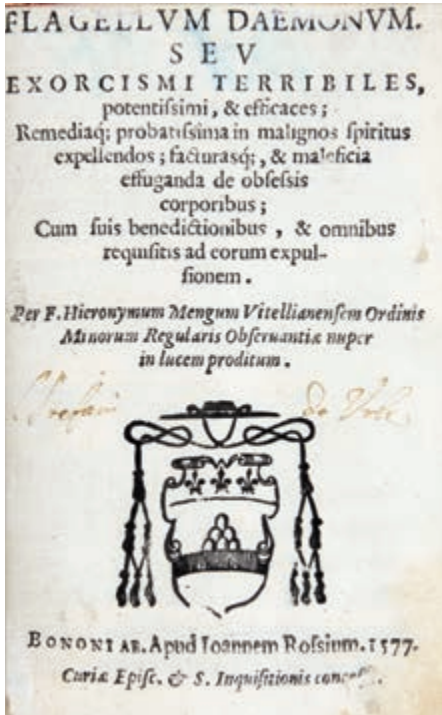 FLAGELLVM DAEMONVM.
SEV
EXORCISMI TERRIBILES,
potentiſſimi, & efficaces;
Remediaq; probatiſſima in malignos ſpiritus
expellendos; facturasq;, & maleficia
effuganda de obſeſſis
corporibus;
Cum ſuis benedictionibus, & omnibus
requiſitis ad eorum expul-
ſionem.
Per F. Hieronymum Mengum Vitellianenſem Ordinis
Minorum Regularis Obſeruantiæ nuper
in lucem proditum.
de
BONONIAE. Apud Ioannem Roſſium. 1577.
Curiæ Epiſc. & S. Inquiſitionis